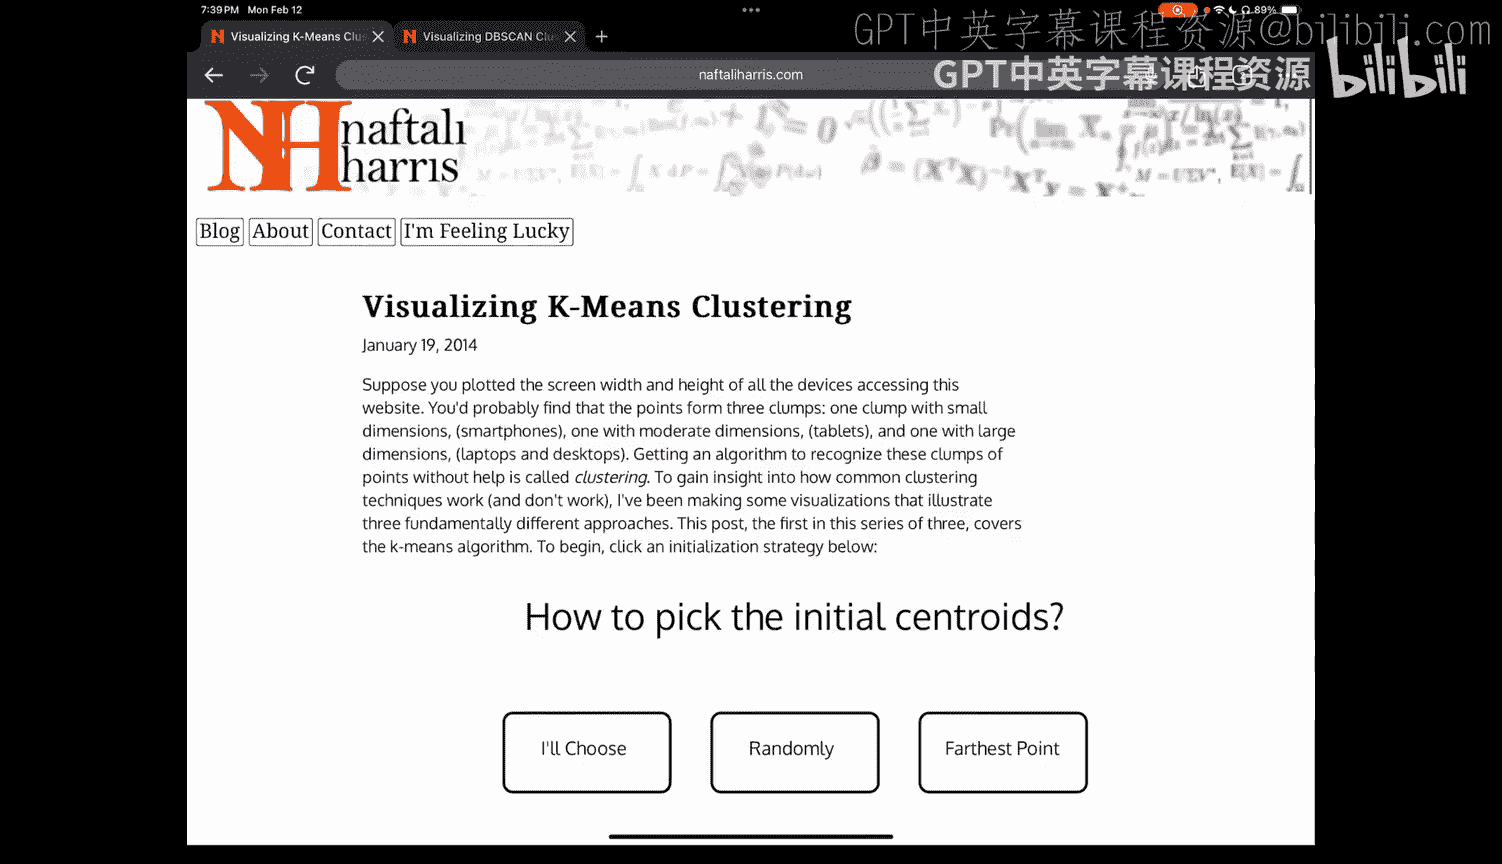 7:39 PM Mon Feb 12
89%
GPT中英字幕课程资源@bilibili.com
Visualizing K-Means Clus
Visualizing DBSCAN Clu
naftaliharris.com
GPT中英字幕课程资源
bilibili
NH naftali
harris
Blog About Contact I'm Feeling Lucky
Visualizing K-Means Clustering
January 19, 2014
Suppose you plotted the screen width and height of all the devices accessing this
website. You'd probably find that the points form three clumps: one clump with small
dimensions, (smartphones), one with moderate dimensions, (tablets), and one with large
dimensions, (laptops and desktops). Getting an algorithm to recognize these clumps of
points without help is called clustering. To gain insight into how common clustering
techniques work (and don't work), I've been making some visualizations that illustrate
three fundamentally different approaches. This post, the first in this series of three, covers
the k-means algorithm. To begin, click an initialization strategy below:
How to pick the initial centroids?
I'll Choose
Randomly
Farthest Point